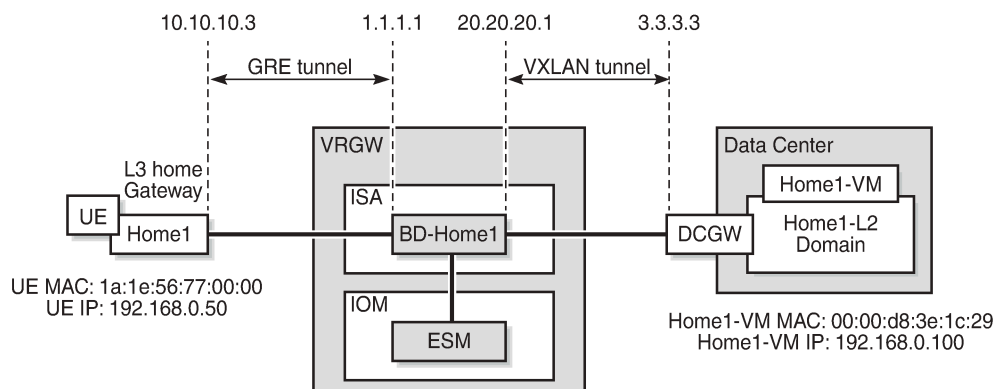 10.10.10.3 1.1.1.1 20.20.20.1 3.3.3.3
GRE tunnel VXLAN tunnel
VRGW
Data Center
L3 home
Gateway
ISA
Home1-VM
UE
Home1
BD-Home1
DCGW
Home1-L2
Domain
UE MAC: 1a:1e:56:77:00:00
UE IP: 192.168.0.50
IOM
ESM
Home1-VM MAC: 00:00:d8:3e:1c:29
Home1-VM IP: 192.168.0.100